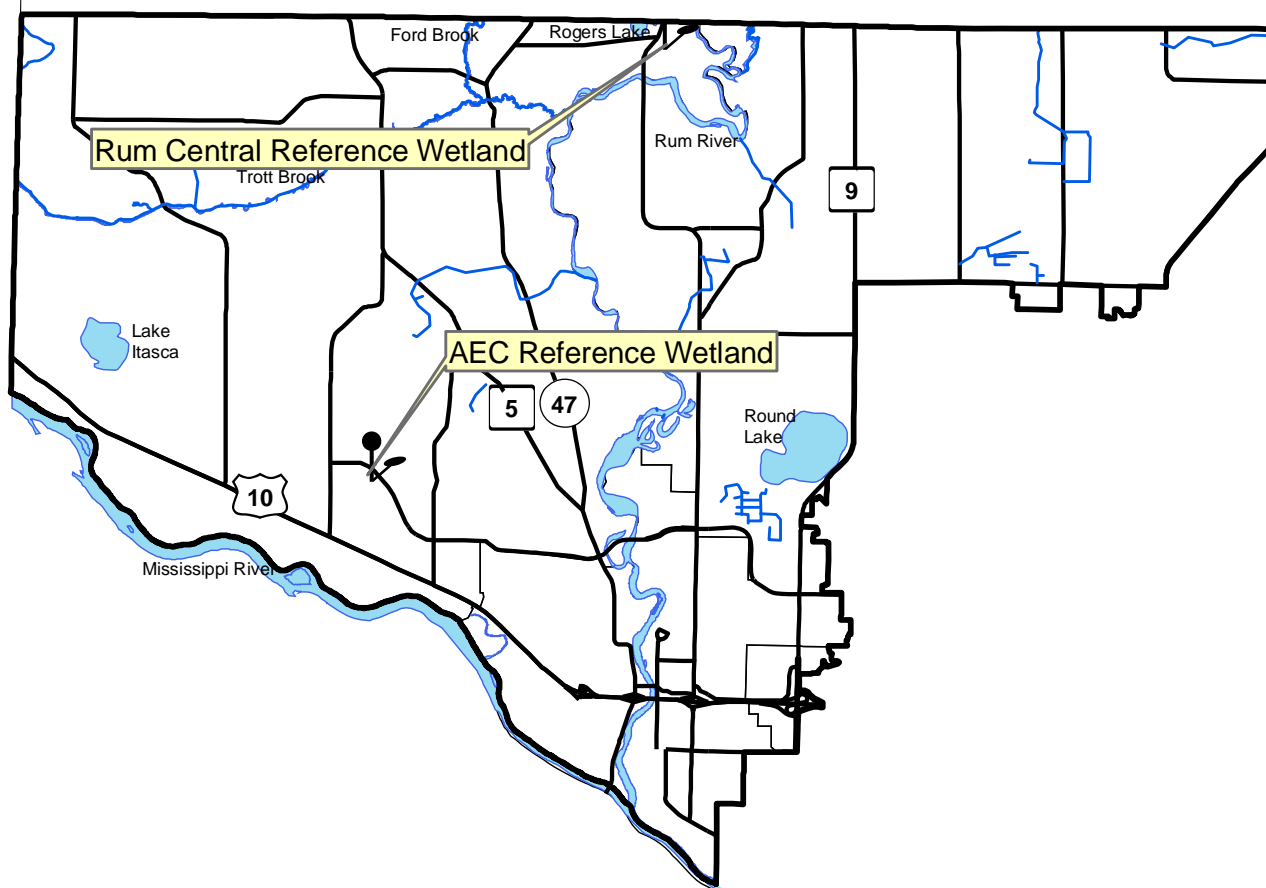 Ford Brook
Rogers Lake
Rum Central Reference Wetland
Rum River
Trott Brook
9
Lake
Itasca
AEC Reference Wetland
5
47
Round
Lake
10
Mississippi River